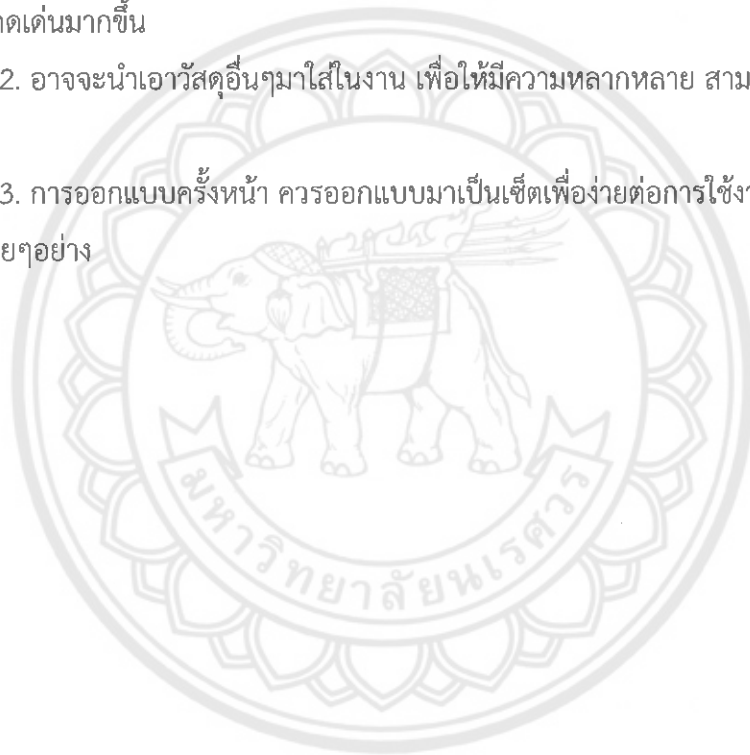 าดเด่นมากขึ้น
2. อาจจะนำเอาวัสดุอื่นๆมาใส่ในงาน เพื่อให้มีความหลากหลาย สาม
3. การออกแบบครั้งหน้า ควรออกแบบมาเป็นเซ็ตเพื่อง่ายต่อการใช้งา
ยๆอย่าง
มหาวิทยาลัยนเรศวร